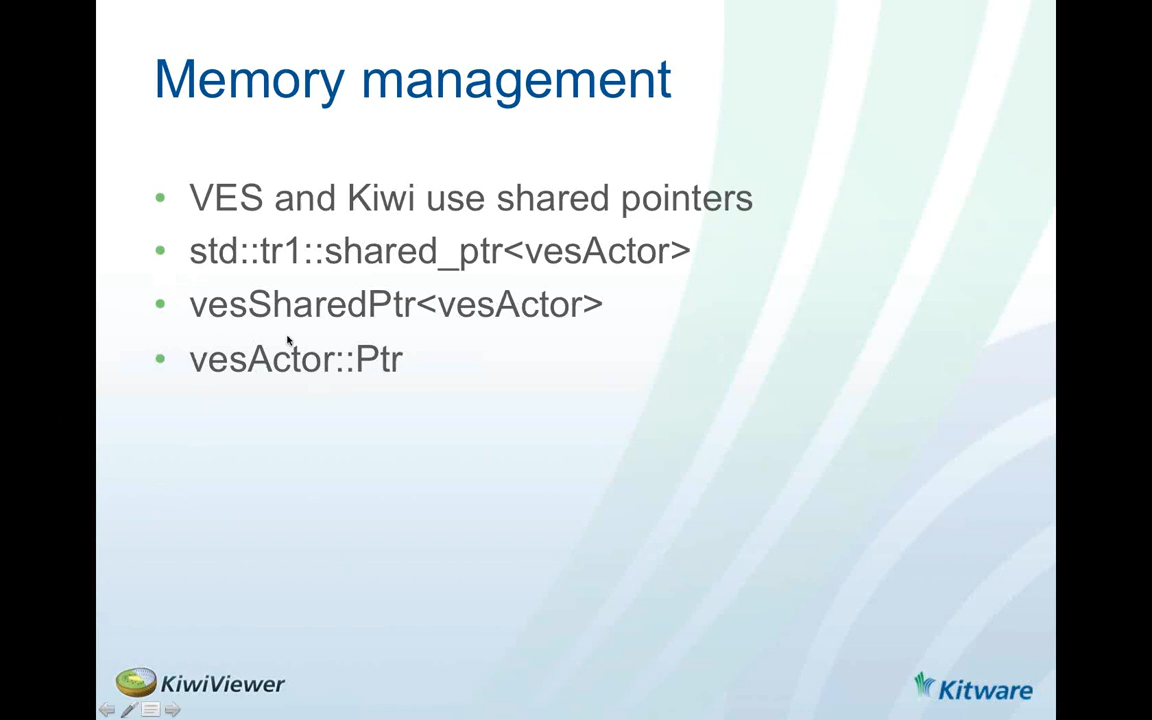 Memory management
• VES and Kiwi use shared pointers
• std::tr1::shared_ptr<vesActor>
• vesSharedPtr<vesActor>
• vesActor::Ptr
KiwiViewer
Kitware